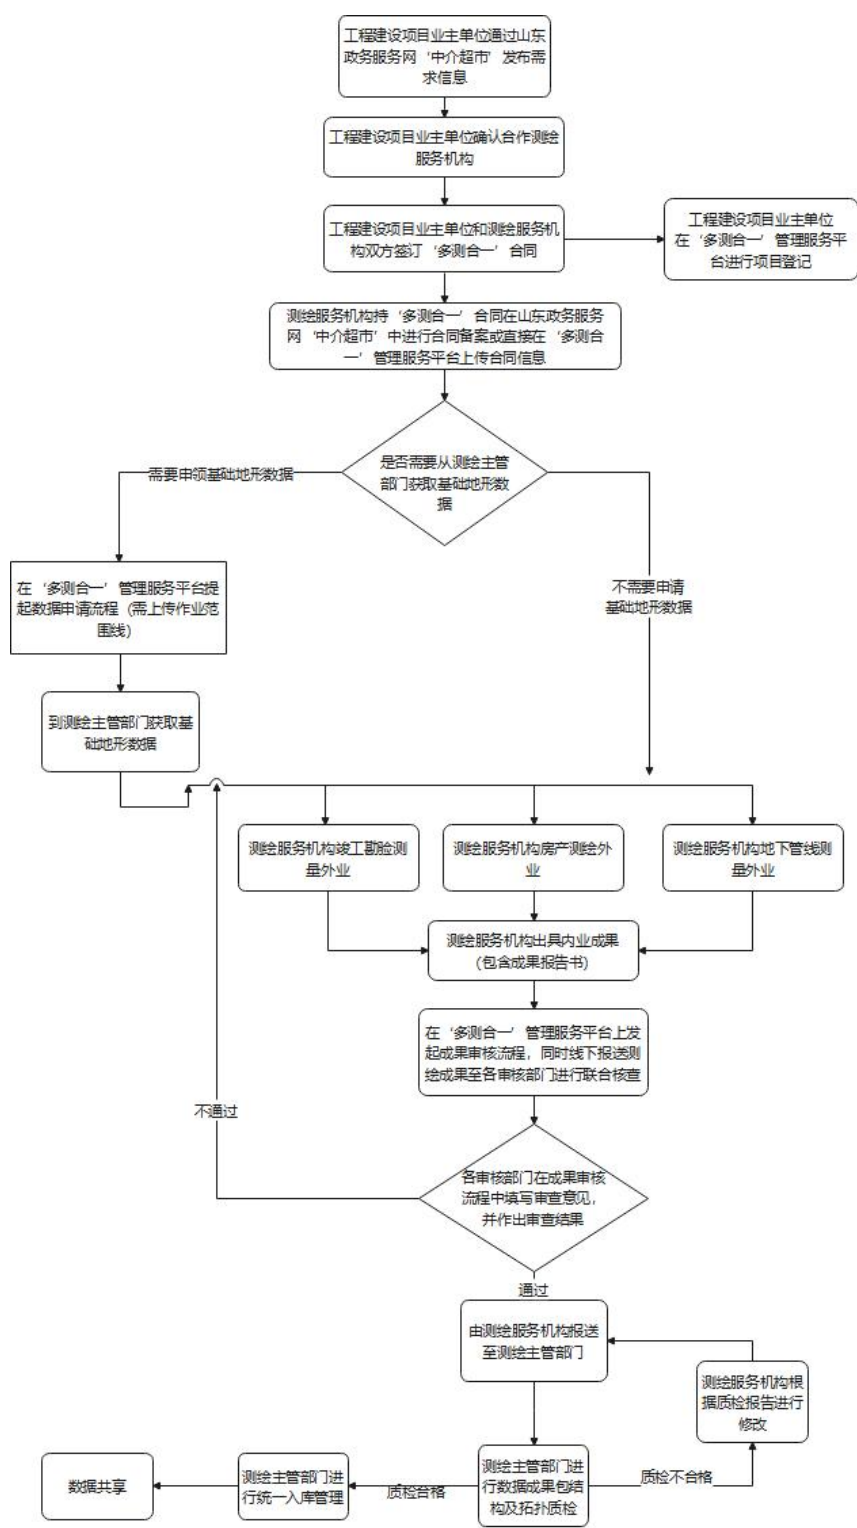 工程建设项目业主单位通过山东
政务服务网‘中介超市’发布需
求信息
工程建设项目业主单位确认合作测绘
服务机构
工程建设项目业主单位和测绘服务机
构双方签订‘多测合一’合同
工程建设项目业主单位
在‘多测合一’管理服务平
台进行项目登记
测绘服务机构持‘多测合一’合同在山东政务服务
网‘中介超市’中进行合同备案或直接在‘多测合
一’管理服务平台上传合同信息
是否需要从测绘主管
部门获取基础地形数
据
需要申领基础地形数据
不需要申请
基础地形数据
在‘多测合一’管理服务平台提
起数据申请流程（需上传作业范
围线）
到测绘主管部门获取基
础地形数据
测绘服务机构竣工勘脸测
量外业
测绘服务机构房产测绘外
业
测绘服务机构地下管线测
量外业
测绘服务机构出具内业成果
（包含成果报告书）
在‘多测合一’管理服务平台上发
起成果审核流程，同时线下报送测
绘成果至各审核部门进行联合核查
不通过
各审核部门在成果审核
流程中填写审查意见，
并作出审查结果
通过
由测绘服务机构报送
至测绘主管部门
测绘服务机构根
据质检报告进行
修改
测绘主管部门进
行数据成果包结
构及拓扑质检
质检不合格
质检合格
测绘主管部门进
行统一入库管理
数据共享